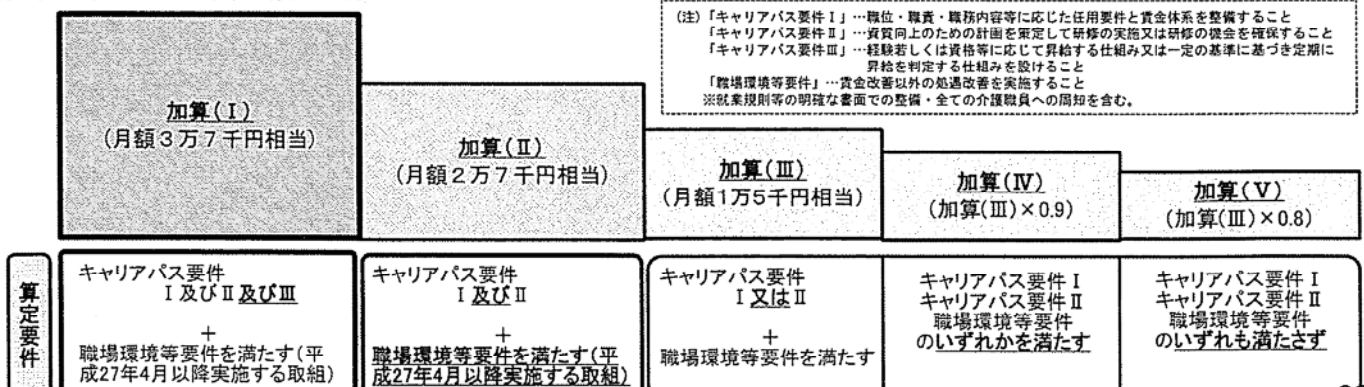 (注)「キャリアパス要件Ⅰ」…職位・職責・職務内容等に応じた任用要件と賃金体系を整備すること
「キャリアパス要件Ⅱ」…資質向上のための計画を策定して研修の実施又は研修の機会を確保すること
「キャリアパス要件Ⅲ」…経験若しくは資格等に応じて昇給する仕組み又は一定の基準に基づき定期に
昇給を判定する仕組みを設けること
「職場環境等要件」…賃金改善以外の処遇改善を実施すること
※就業規則等の明確な書面での整備・全ての介護職員への周知を含む。
加算(Ⅰ)
(月額3万7千円相当)
加算(Ⅱ)
(月額2万7千円相当)
加算(Ⅲ)
(月額1万5千円相当)
加算(Ⅳ)
(加算(Ⅲ)×0.9)
加算(Ⅴ)
(加算(Ⅲ)×0.8)
算定要件
キャリアパス要件
Ⅰ及びⅡ及びⅢ
+
職場環境等要件を満たす(平
成27年4月以降実施する取組)
キャリアパス要件
Ⅰ及びⅡ
+
職場環境等要件を満たす(平
成27年4月以降実施する取組)
キャリアパス要件
Ⅰ又はⅡ
+
職場環境等要件を満たす
キャリアパス要件Ⅰ
キャリアパス要件Ⅱ
職場環境等要件
のいずれかを満たす
キャリアパス要件Ⅰ
キャリアパス要件Ⅱ
職場環境等要件
のいずれも満たさず